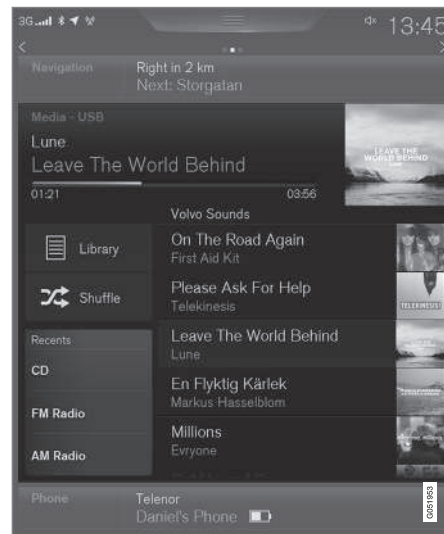 3G 13:45
Navigation
Right in 2 km
Next: Storgatan
Media - USB
Lune
Leave The World Behind
01:21 03:56
LEAVE THE
WORLD BEHIND
LUNE
Volvo Sounds
Library
Shuffle
On The Road Again
First Aid Kit
Please Ask For Help
Telekinesis
TELEKINESIS!
Leave The World Behind
Lune
En Flyktig Kärlek
Markus Hasselblom
Millions
Evryone
Recents
CD
FM Radio
AM Radio
Phone
Telenor
Daniel's Phone
G051953